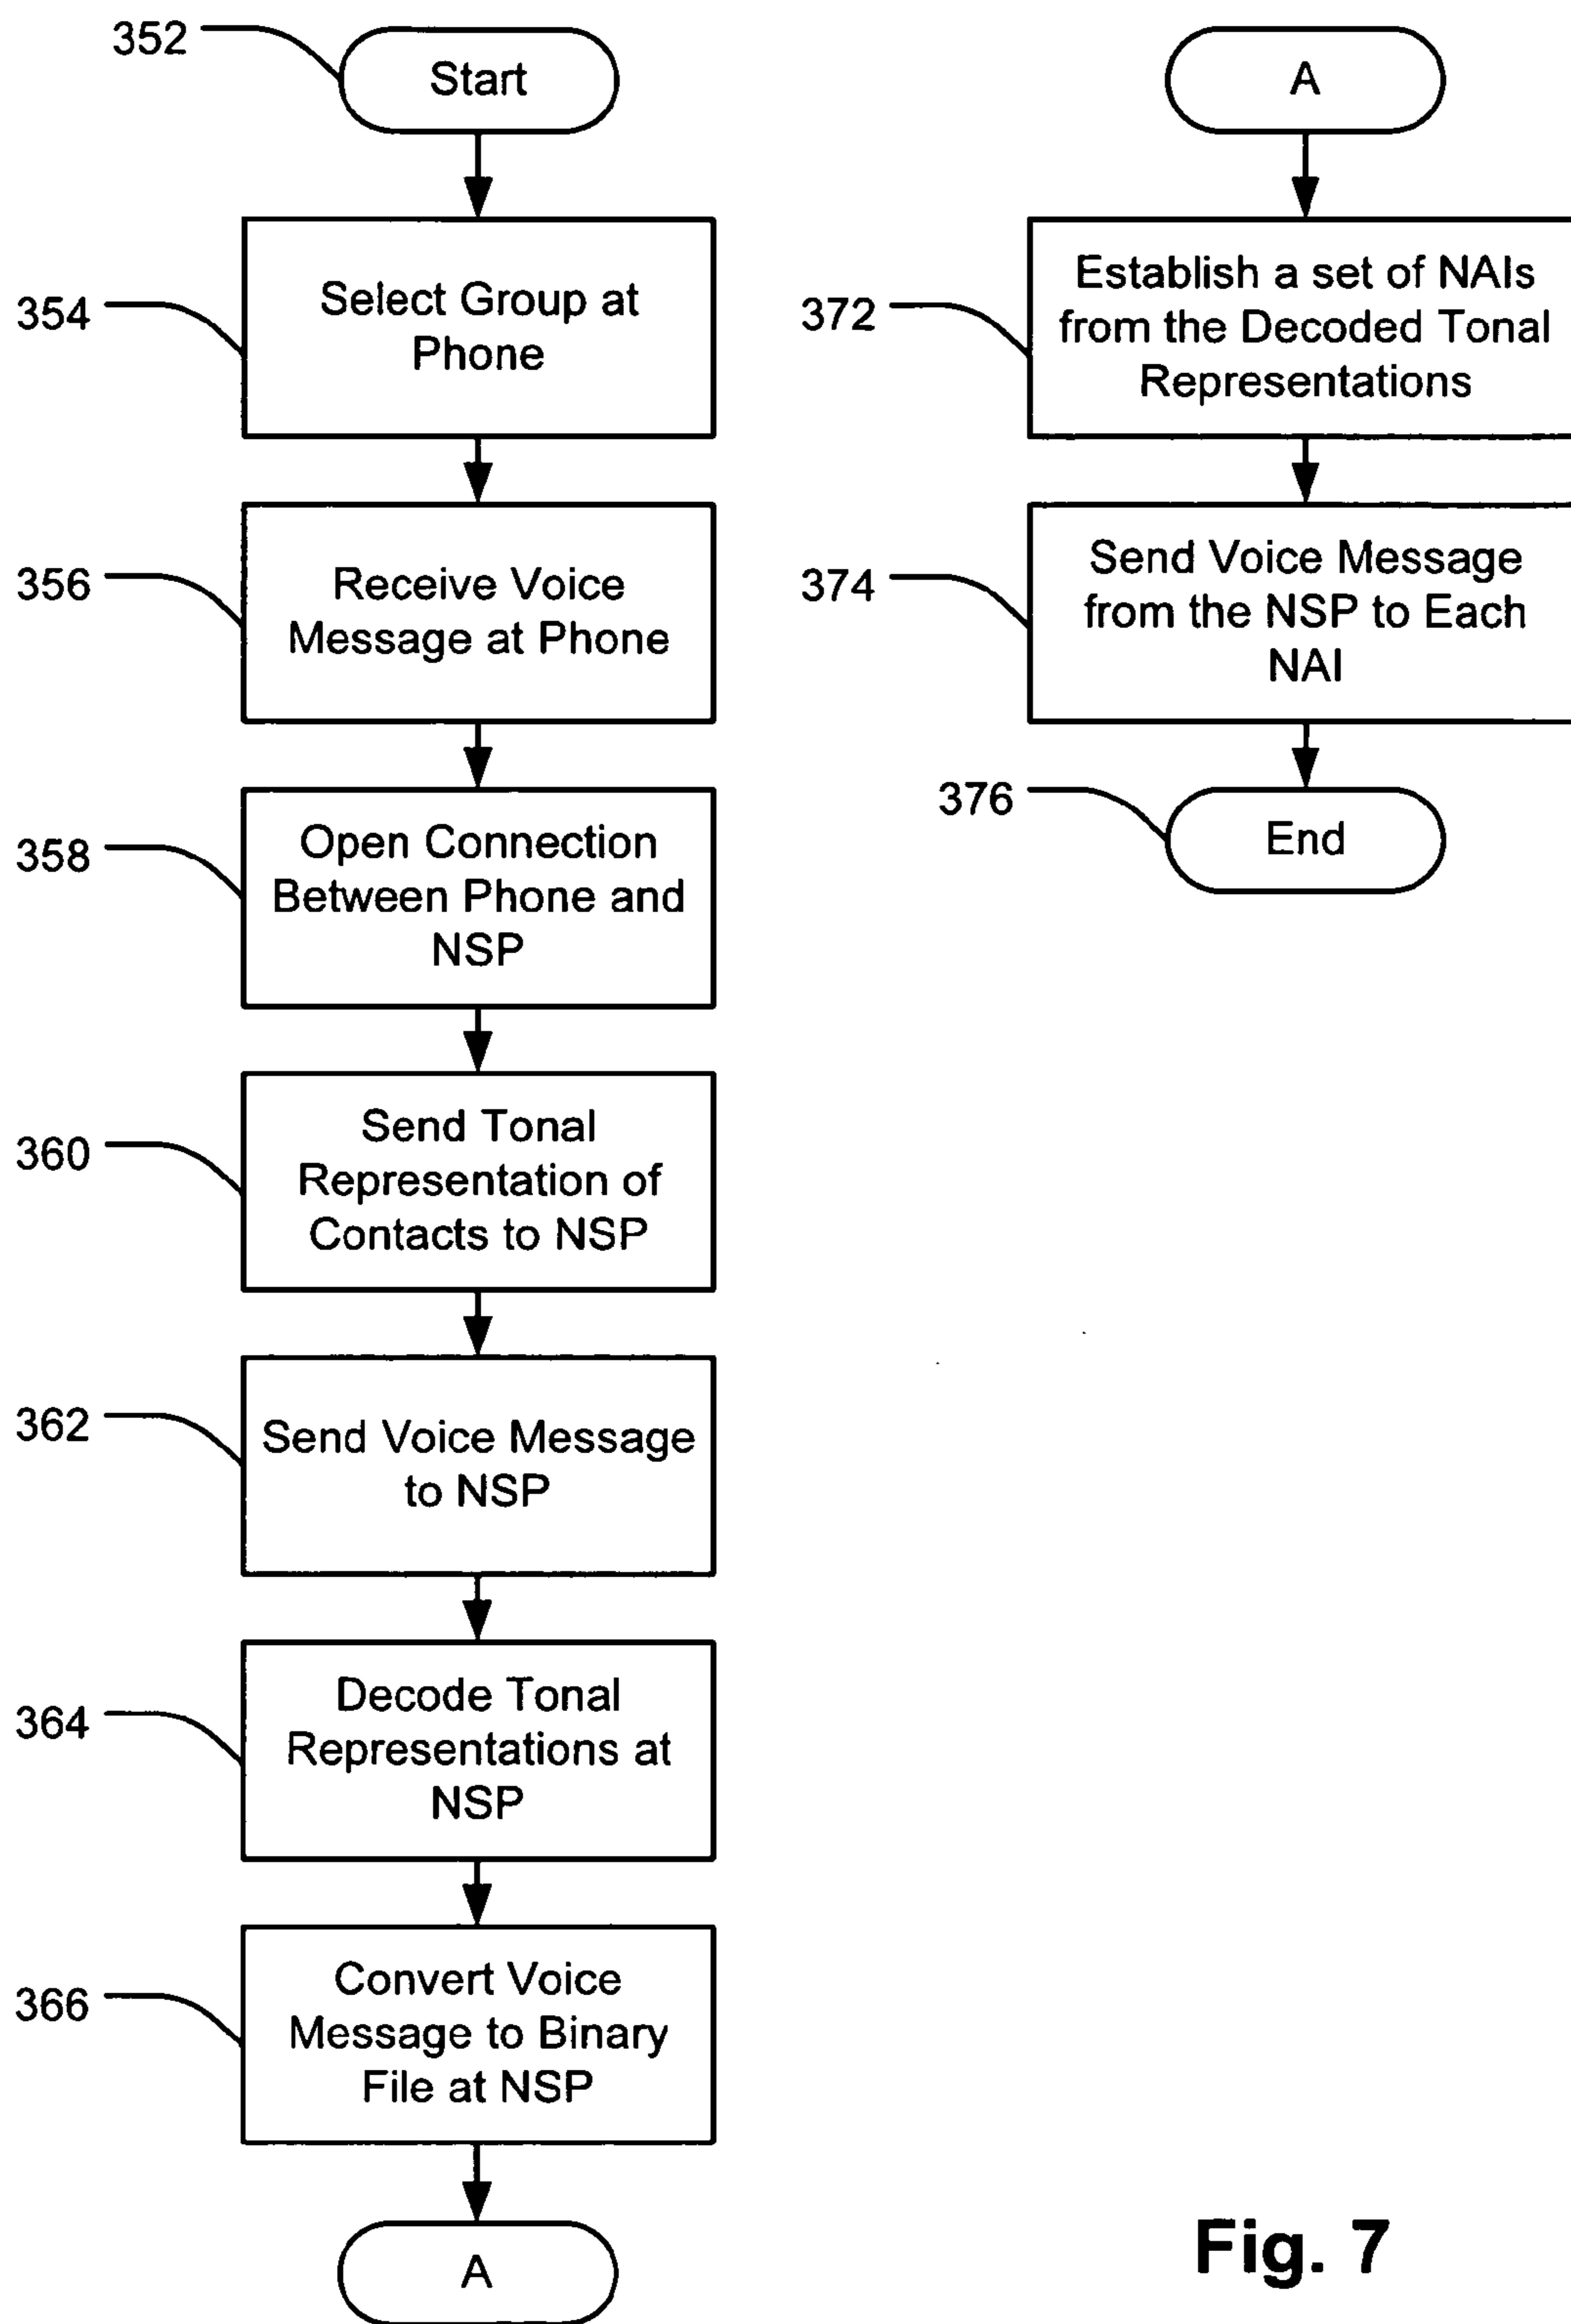 352
Start
354
Select Group at
Phone
356
Receive Voice
Message at Phone
358
Open Connection
Between Phone and
NSP
360
Send Tonal
Representation of
Contacts to NSP
362
Send Voice Message
to NSP
364
Decode Tonal
Representations at
NSP
366
Convert Voice
Message to Binary
File at NSP
A
A
372
Establish a set of NAIs
from the Decoded Tonal
Representations
374
Send Voice Message
from the NSP to Each
NAI
376
End
Fig. 7